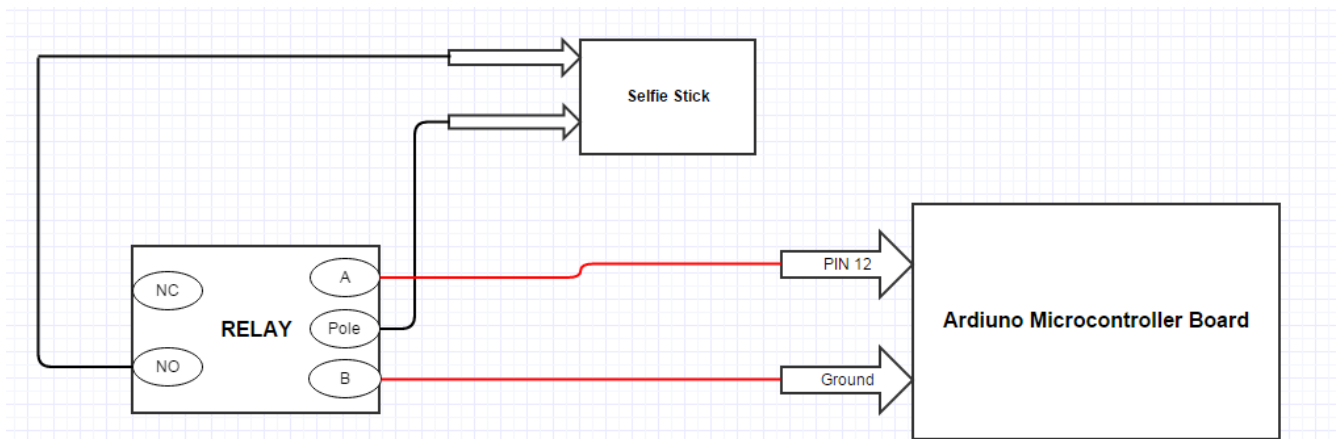 Selfie Stick
NC
A
RELAY
Pole
NO
B
PIN 12
Ground
Ardiuno Microcontroller Board